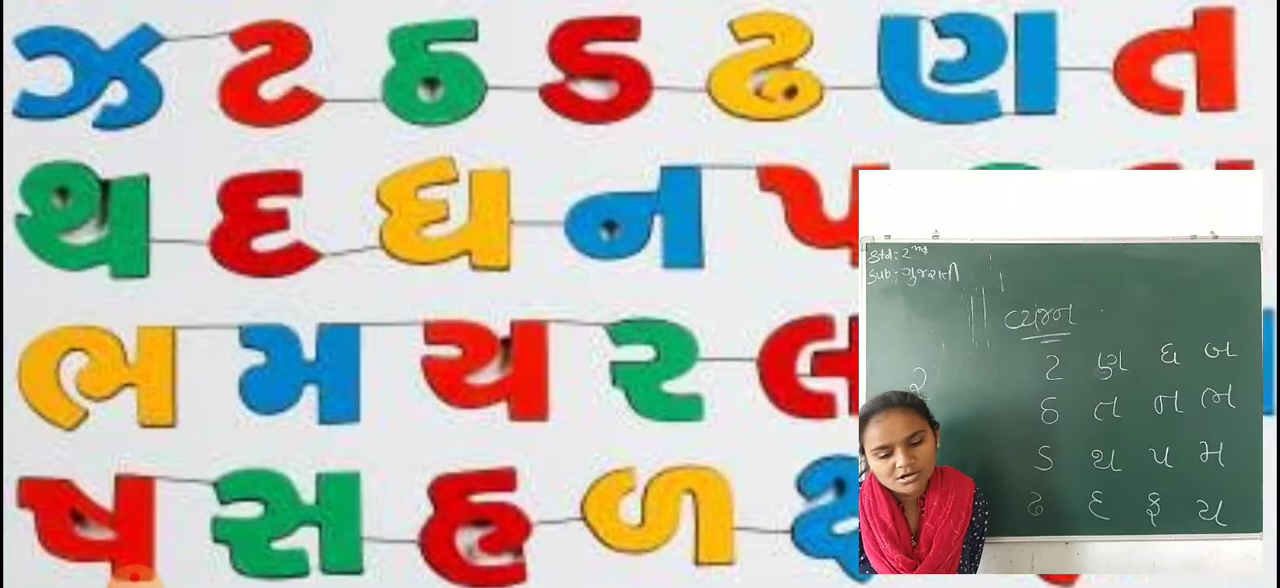 ઝ ટ ઠ ડ ઢ ણ ત
થ દ ઘ ન પ
ભ મ ય ર લ
ષ સ હ ળ
Std: 2nd
Sub: ગુજરાતી
વ્યંજન
ટ ણ ઘ બ
ઠ ત ન ભ
ડ થ પ મ
ઢ દ ફ ય
ર